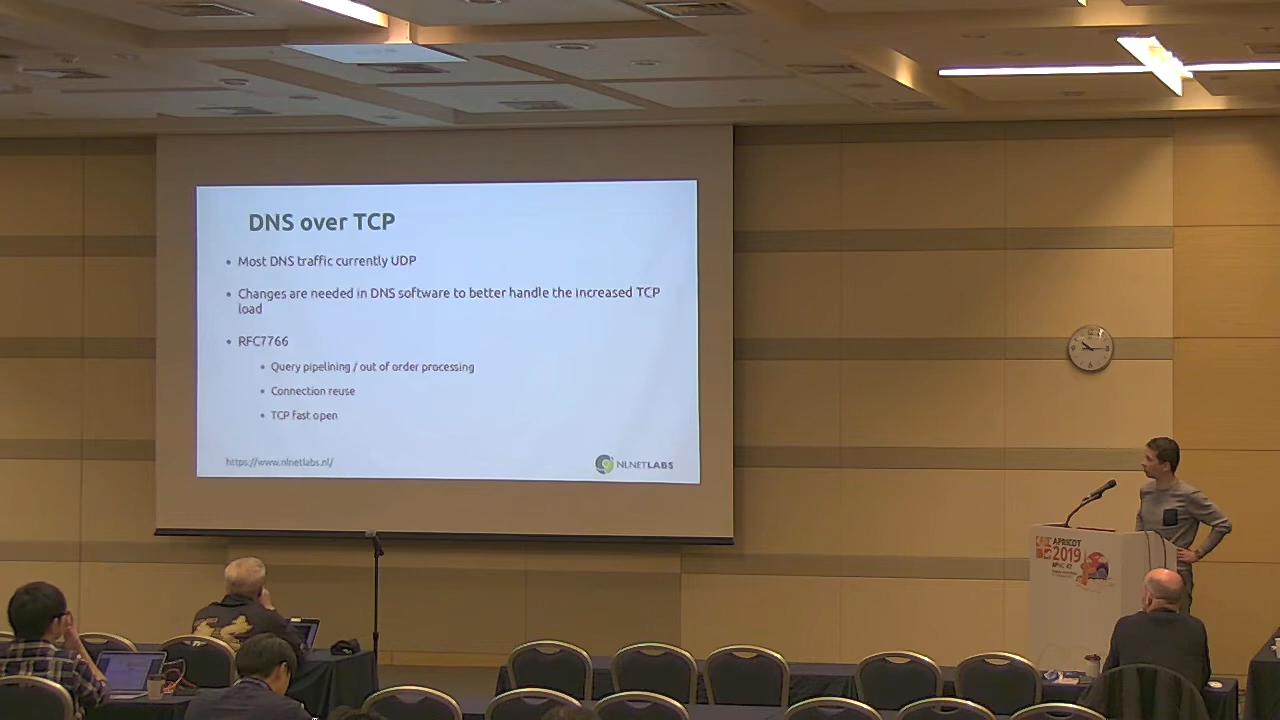 DNS over TCP
• Most DNS traffic currently UDP
• Changes are needed in DNS software to better handle the increased TCP
load
• RFC7766
• Query pipelining / out of order processing
• Connection reuse
• TCP fast open
https://www.nlnetlabs.nl/
NLNETLABS
APRICOT
2019
APNIC 47